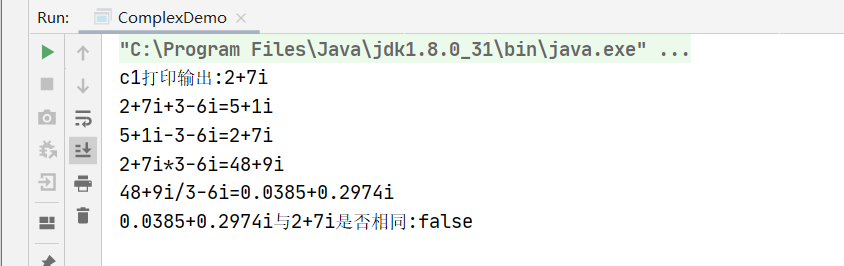 Run: ComplexDemo
"C:\Program Files\Java\jdk1.8.0_31\bin\java.exe" ...
c1打印输出:2+7i
2+7i+3-6i=5+1i
5+1i-3-6i=2+7i
2+7i*3-6i=48+9i
48+9i/3-6i=0.0385+0.2974i
0.0385+0.2974i与2+7i是否相同:false